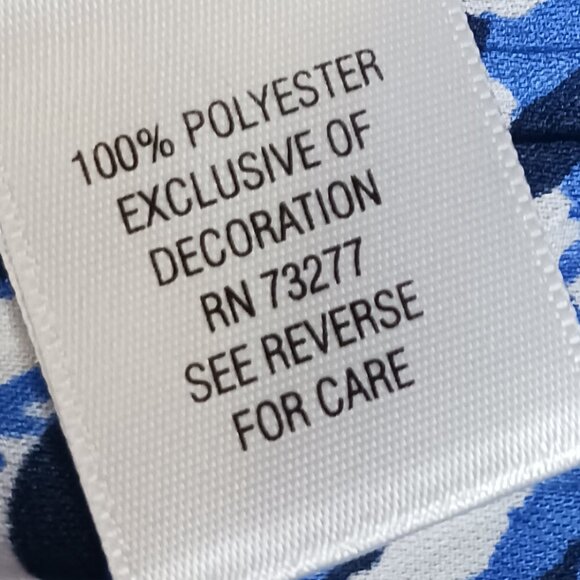 100% POLYESTER
EXCLUSIVE OF
DECORATION
RN 73277
SEE REVERSE
FOR CARE